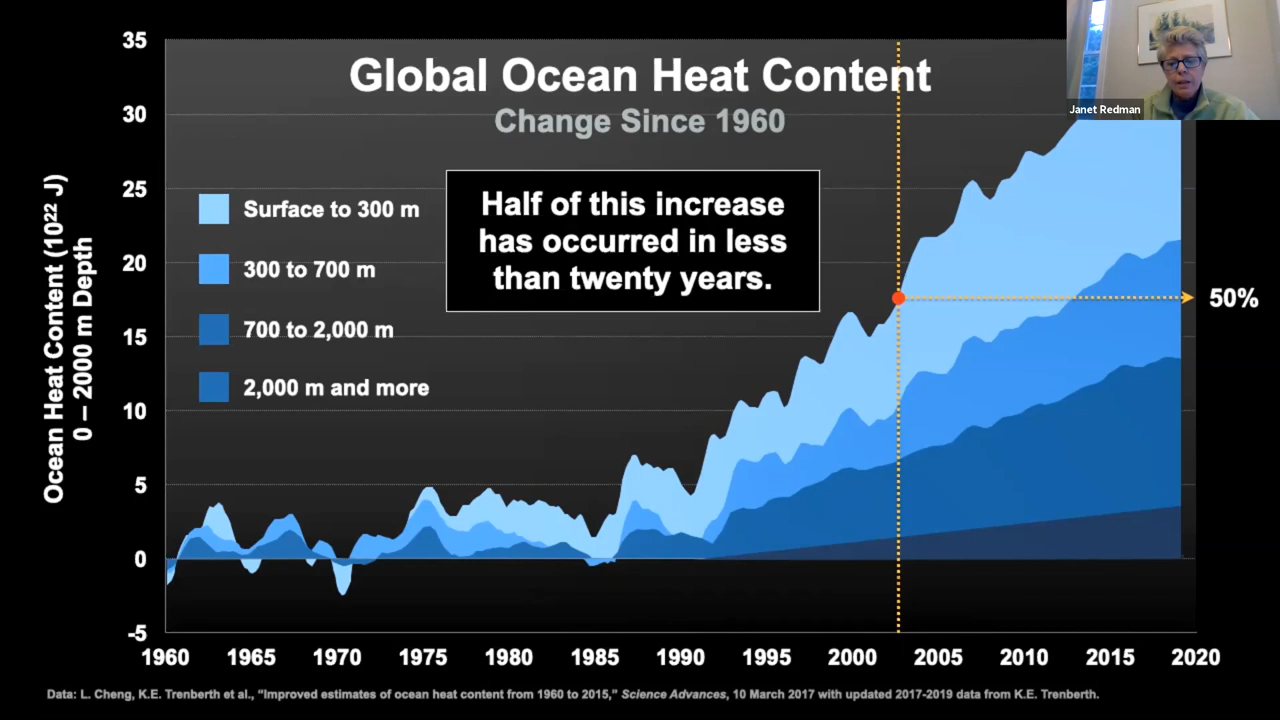 Global Ocean Heat Content
Change Since 1960
Janet Redman
Half of this increase
has occurred in less
than twenty years.
Surface to 300 m
300 to 700 m
700 to 2,000 m
2,000 m and more
Ocean Heat Content (10²² J)
0 – 2000 m Depth
35
30
25
20
15
10
5
0
-5
50%
1960 1965 1970 1975 1980 1985 1990 1995 2000 2005 2010 2015 2020
Data: L. Cheng, K.E. Trenberth et al., “Improved estimates of ocean heat content from 1960 to 2015,” Science Advances, 10 March 2017 with updated 2017-2019 data from K.E. Trenberth.